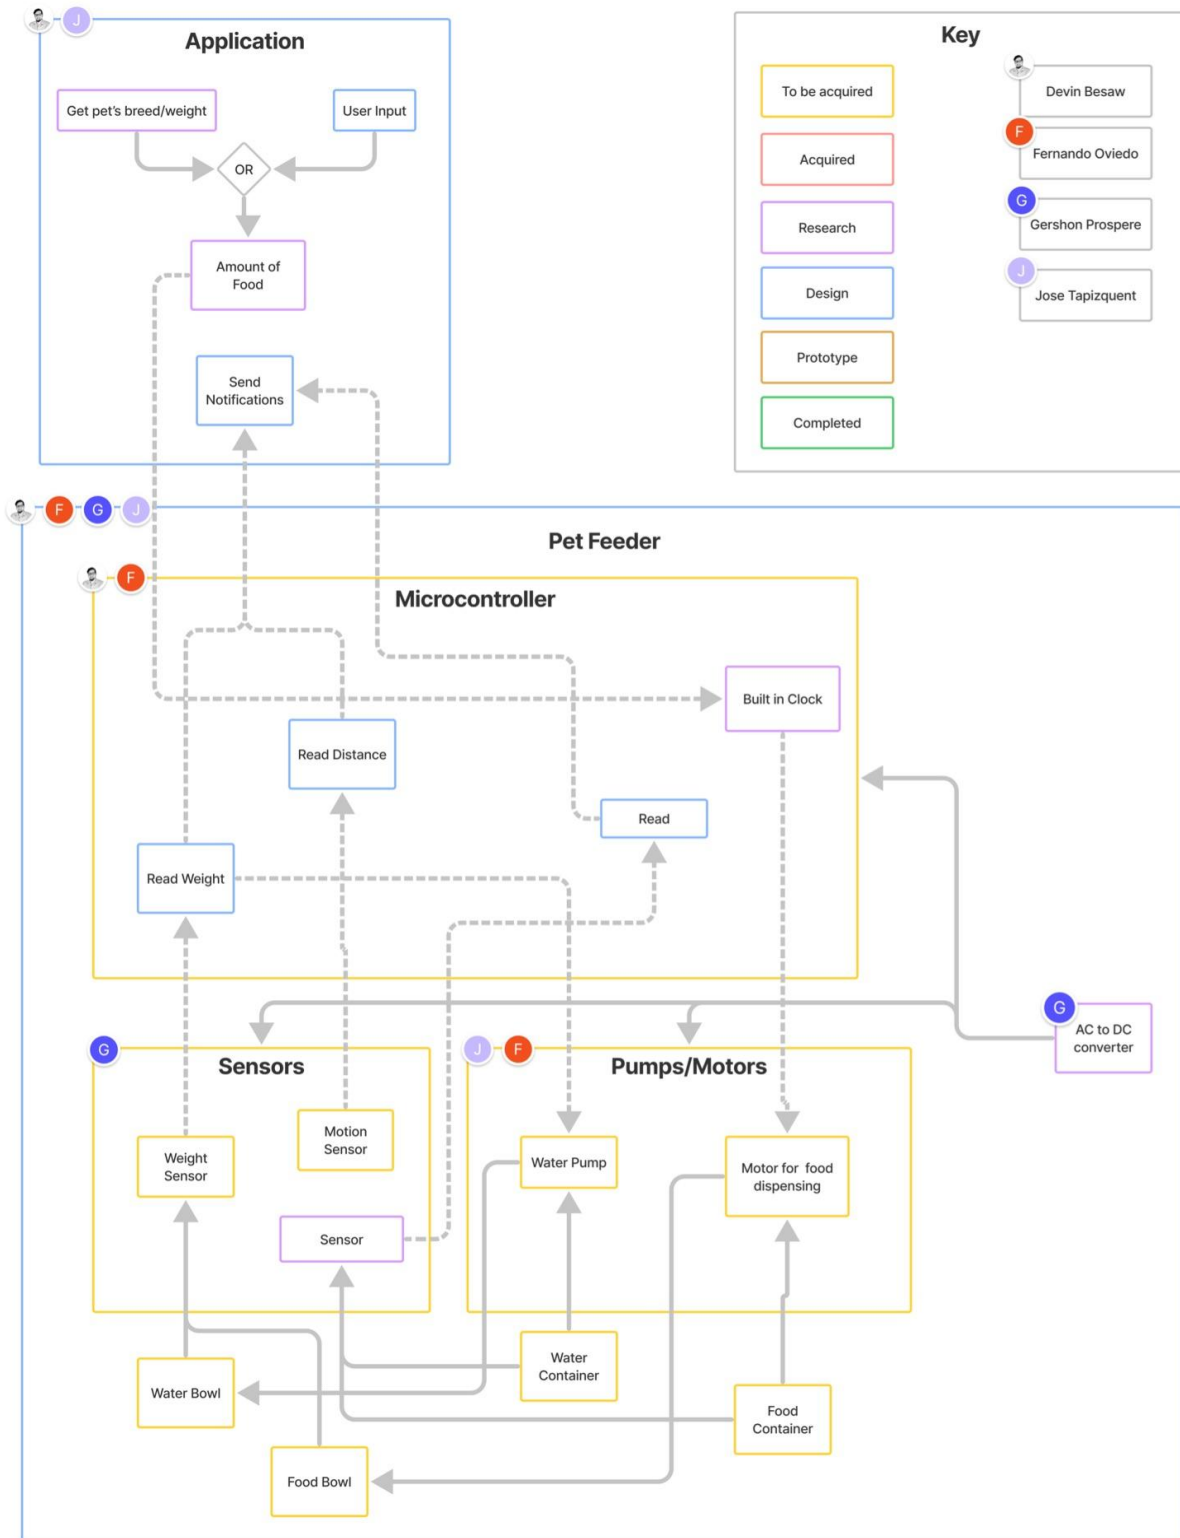 J
Application
Get pet's breed/weight
User Input
OR
Amount of
Food
Send
Notifications
Key
To be acquired
Acquired
Research
Design
Prototype
Completed
Devin Besaw
F
Fernando Oviedo
G
Gershon Prospere
J
Jose Tapizquent
F
G
J
Pet Feeder
F
Microcontroller
Built in Clock
Read Distance
Read
Read Weight
G
AC to DC
converter
G
Sensors
Motion
Sensor
Weight
Sensor
Sensor
J
F
Pumps/Motors
Water Pump
Motor for food
dispensing
Water Bowl
Water
Container
Food
Container
Food Bowl